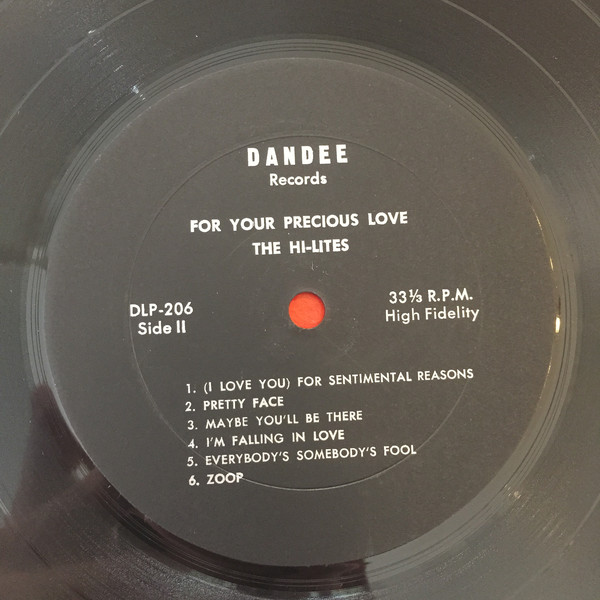 DANDEE
Records
FOR YOUR PRECIOUS LOVE
THE HI-LITES
DLP-206
Side II
33⅓ R.P.M.
High Fidelity
1. (I LOVE YOU) FOR SENTIMENTAL REASONS
2. PRETTY FACE
3. MAYBE YOU'LL BE THERE
4. I'M FALLING IN LOVE
5. EVERYBODY'S SOMEBODY'S FOOL
6. ZOOP